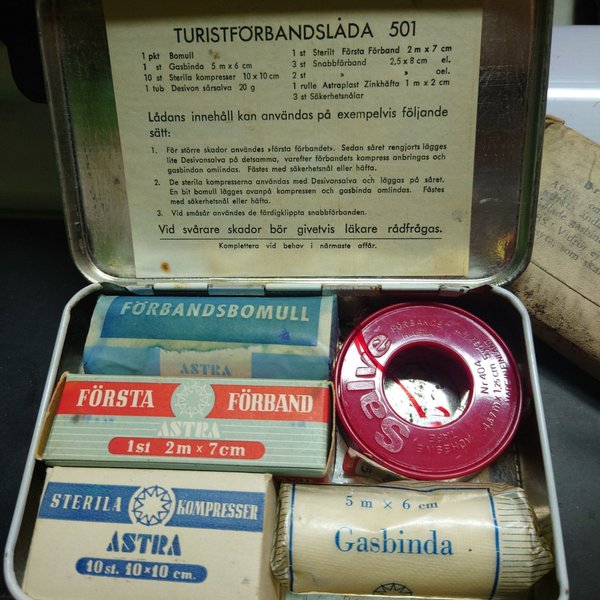 TURISTFÖRBANDSLÅDA 501
1 pkt Bomull
1 st Gasbinda 5 m x 6 cm
10 st Sterila kompresser 10 x 10 cm
1 tub Desivon sårsalva 20 g
1 st Sterilt Första Förband 2 m x 7 cm
3 st Snabbförband 2,5 x 8 cm el.
2 st » » oel.
1 rulle Astraplast Zinkhäfta 1 m x 2 cm
3 st Säkerhetsnålar
Lådans innehåll kan användas på exempelvis följande
sätt:
1. För större skador användes »första förbandet». Sedan såret rengjorts lägges
lite Desivonsalva på detsamma, varefter förbandets kompress anbringas och
gasbindan omlindas. Fästes med säkerhetsnål eller häfta.
2. De sterila kompresserna användas med Desivonsalva och läggas på såret.
En bit bomull lägges ovanpå kompressen och gasbinda omlindas. Fästes
med säkerhetsnål eller häfta.
3. Vid småsår användes de färdigklippta snabbförbanden.
Vid svårare skador bör givetvis läkare rådfrågas.
Komplettera vid behov i närmaste affär.
FÖRBANDSBOMULL
ASTRA
FÖRSTA FÖRBAND
ASTRA
1 st 2m x 7cm
STERILA KOMPRESSER
ASTRA
10 st. 10 x 10 cm.
Salve
Nr 404
1,25 cm
5 m x 6 cm
Gasbinda